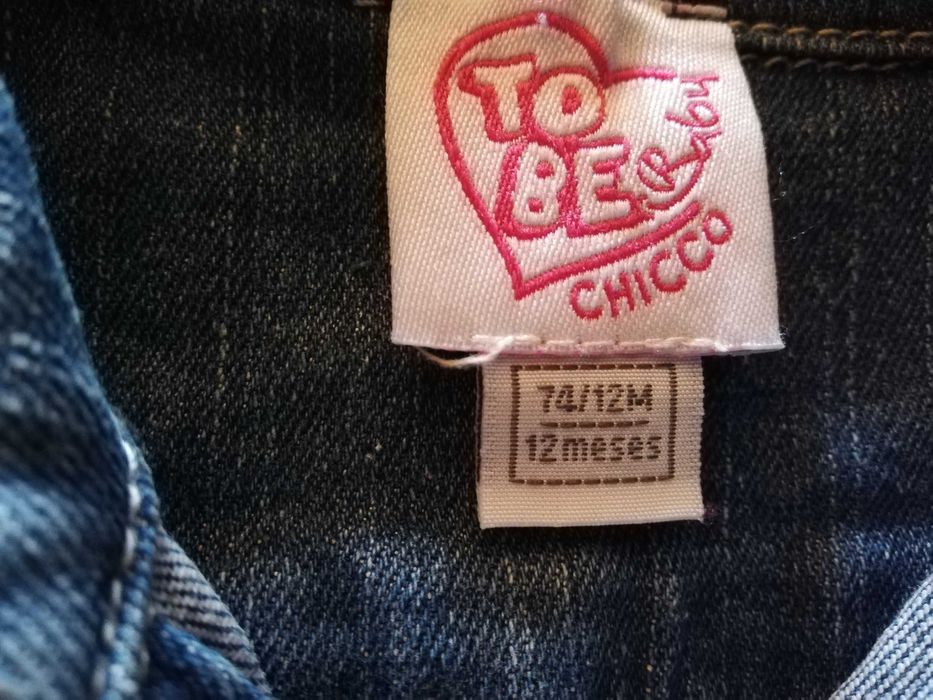 TO
BE Baby
CHICCO
74/12M
12meses